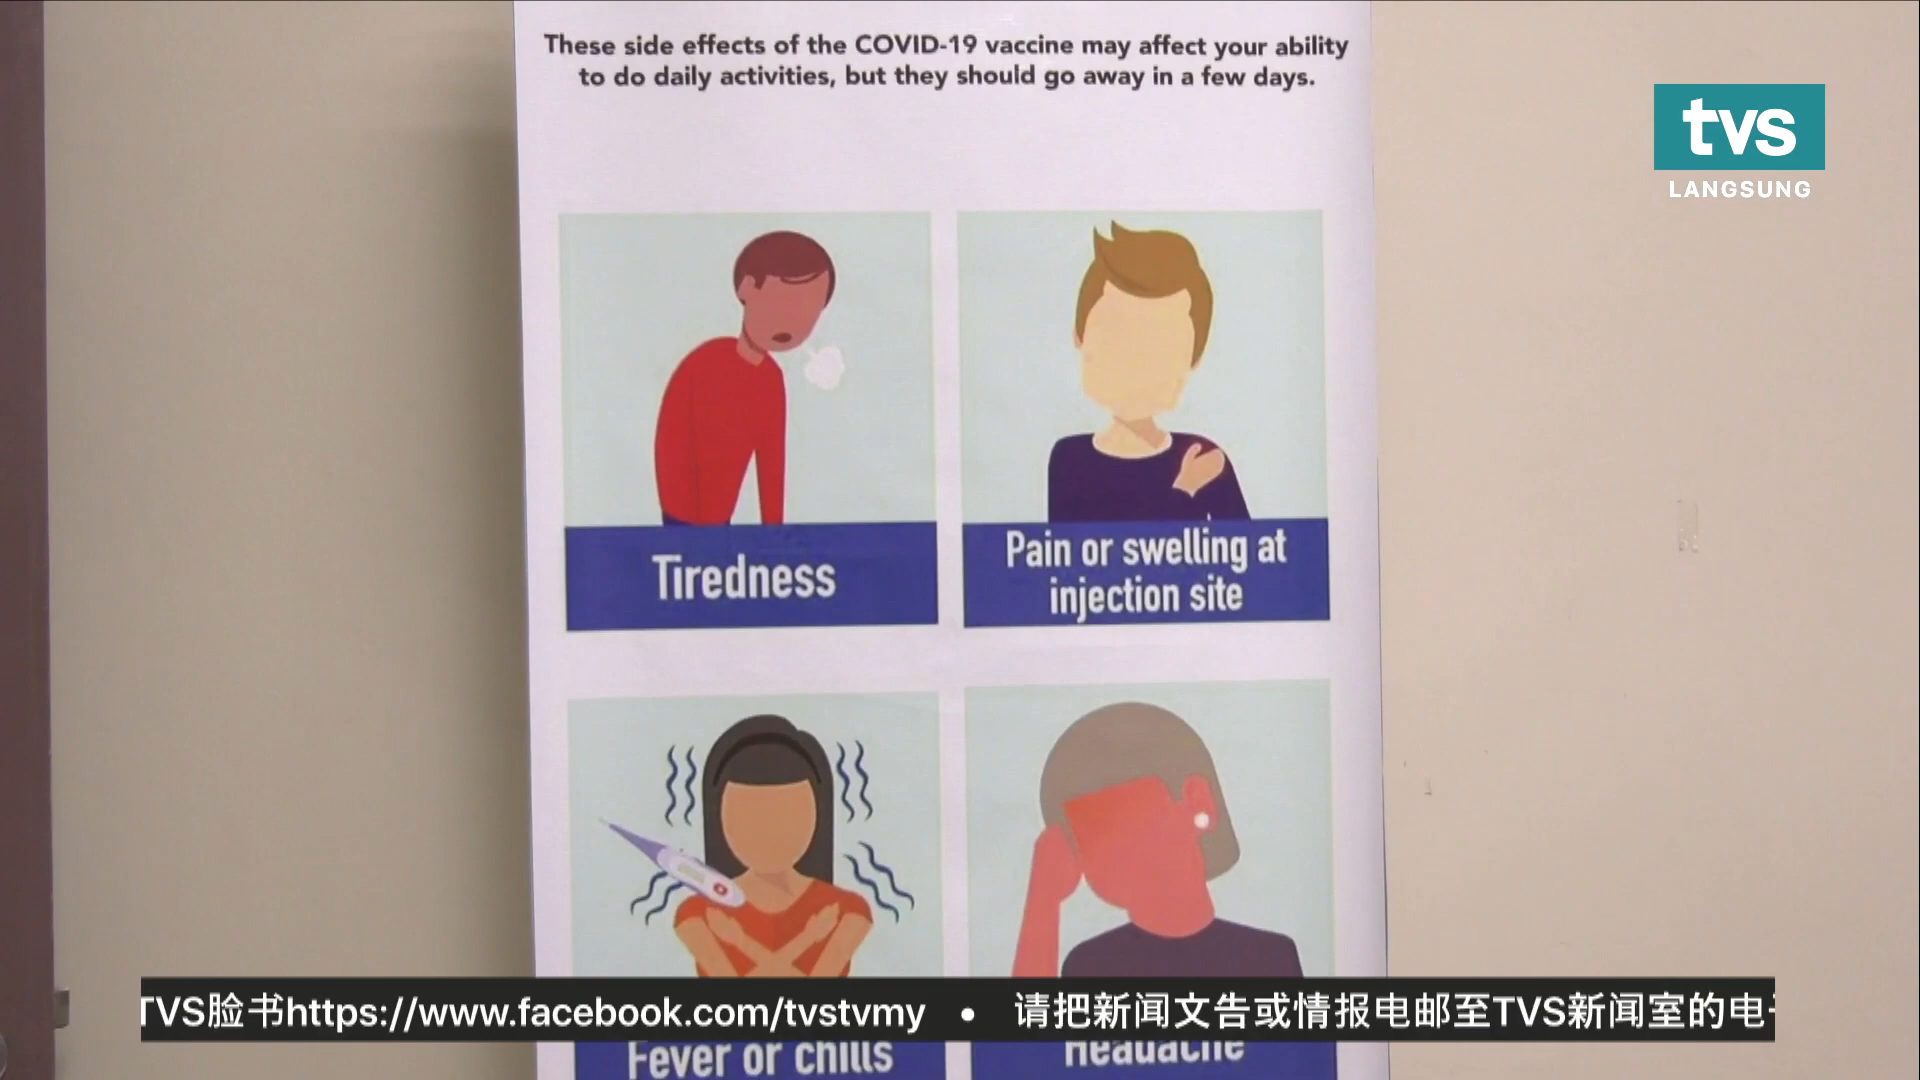 These side effects of the COVID-19 vaccine may affect your ability
to do daily activities, but they should go away in a few days.
tvs
LANGSUNG
Tiredness
Pain or swelling at
injection site
Fever or chills
Headache
TVS脸书https://www.facebook.com/tvstvmy • 请把新闻文告或情报电邮至TVS新闻室的电